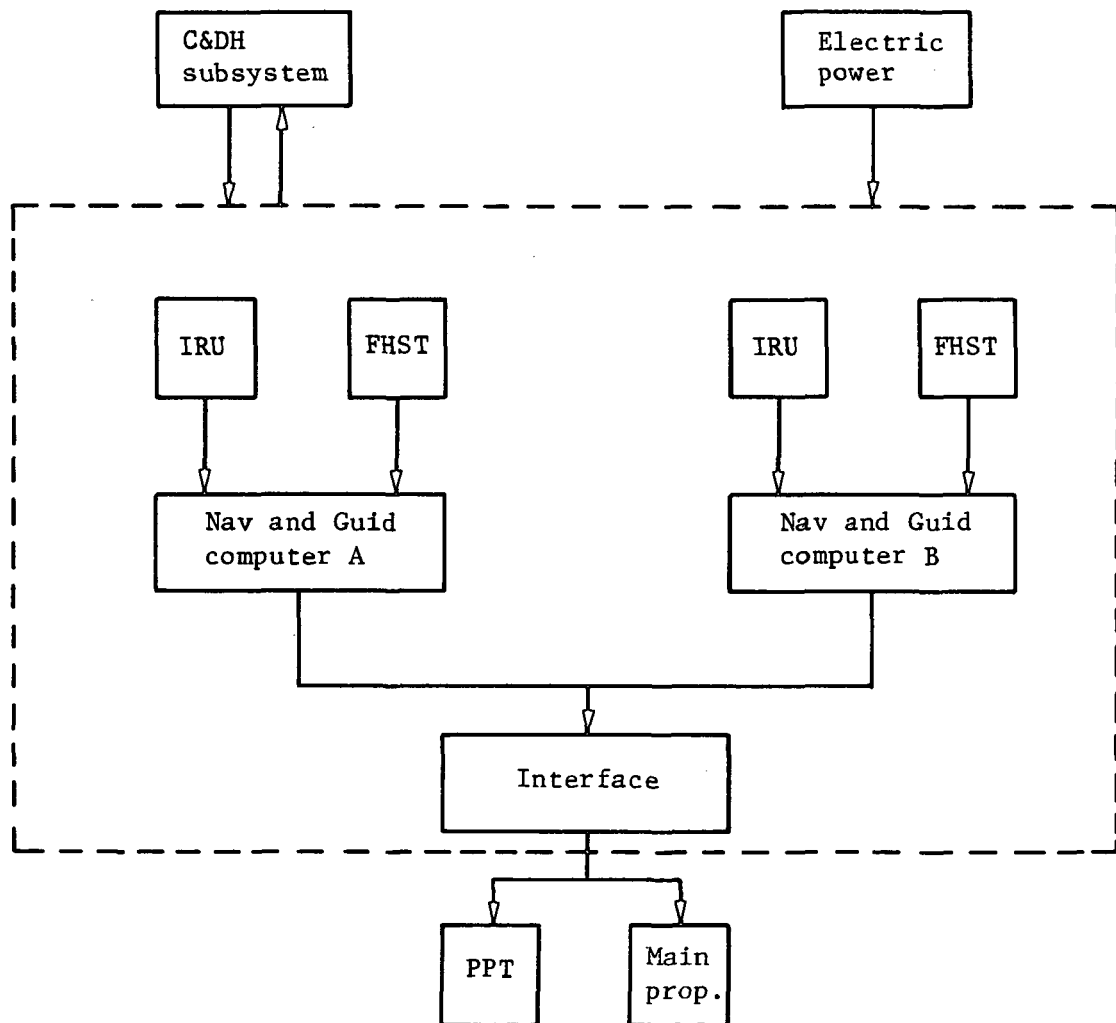 C&DH
subsystem
Electric
power
IRU
FHST
IRU
FHST
Nav and Guid
computer A
Nav and Guid
computer B
Interface
PPT
Main
prop.